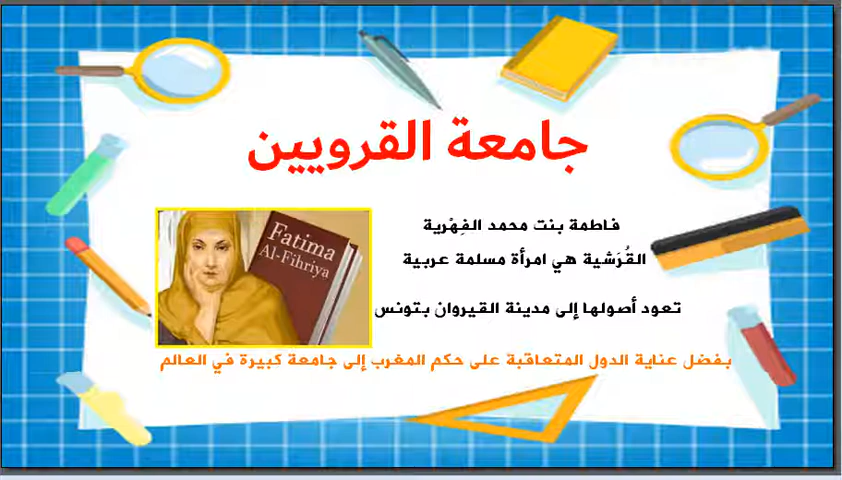 جامعة القرويين
فاطمة بنت محمد الفِهْرية
القُرَشية هي امرأة مسلمة عربية
Fatima
Al-Fihriya
تعود أصولها إلى مدينة القيروان بتونس
بفضل عناية الدول المتعاقبة على حكم المغرب إلى جامعة كبيرة في العالم